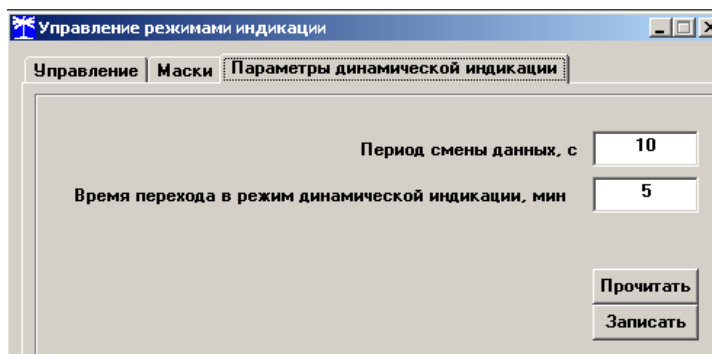 Управление режимами индикации
Управление Маски Параметры динамической индикации
Период смены данных, с 10
Время перехода в режим динамической индикации, мин 5
Прочитать
Записать